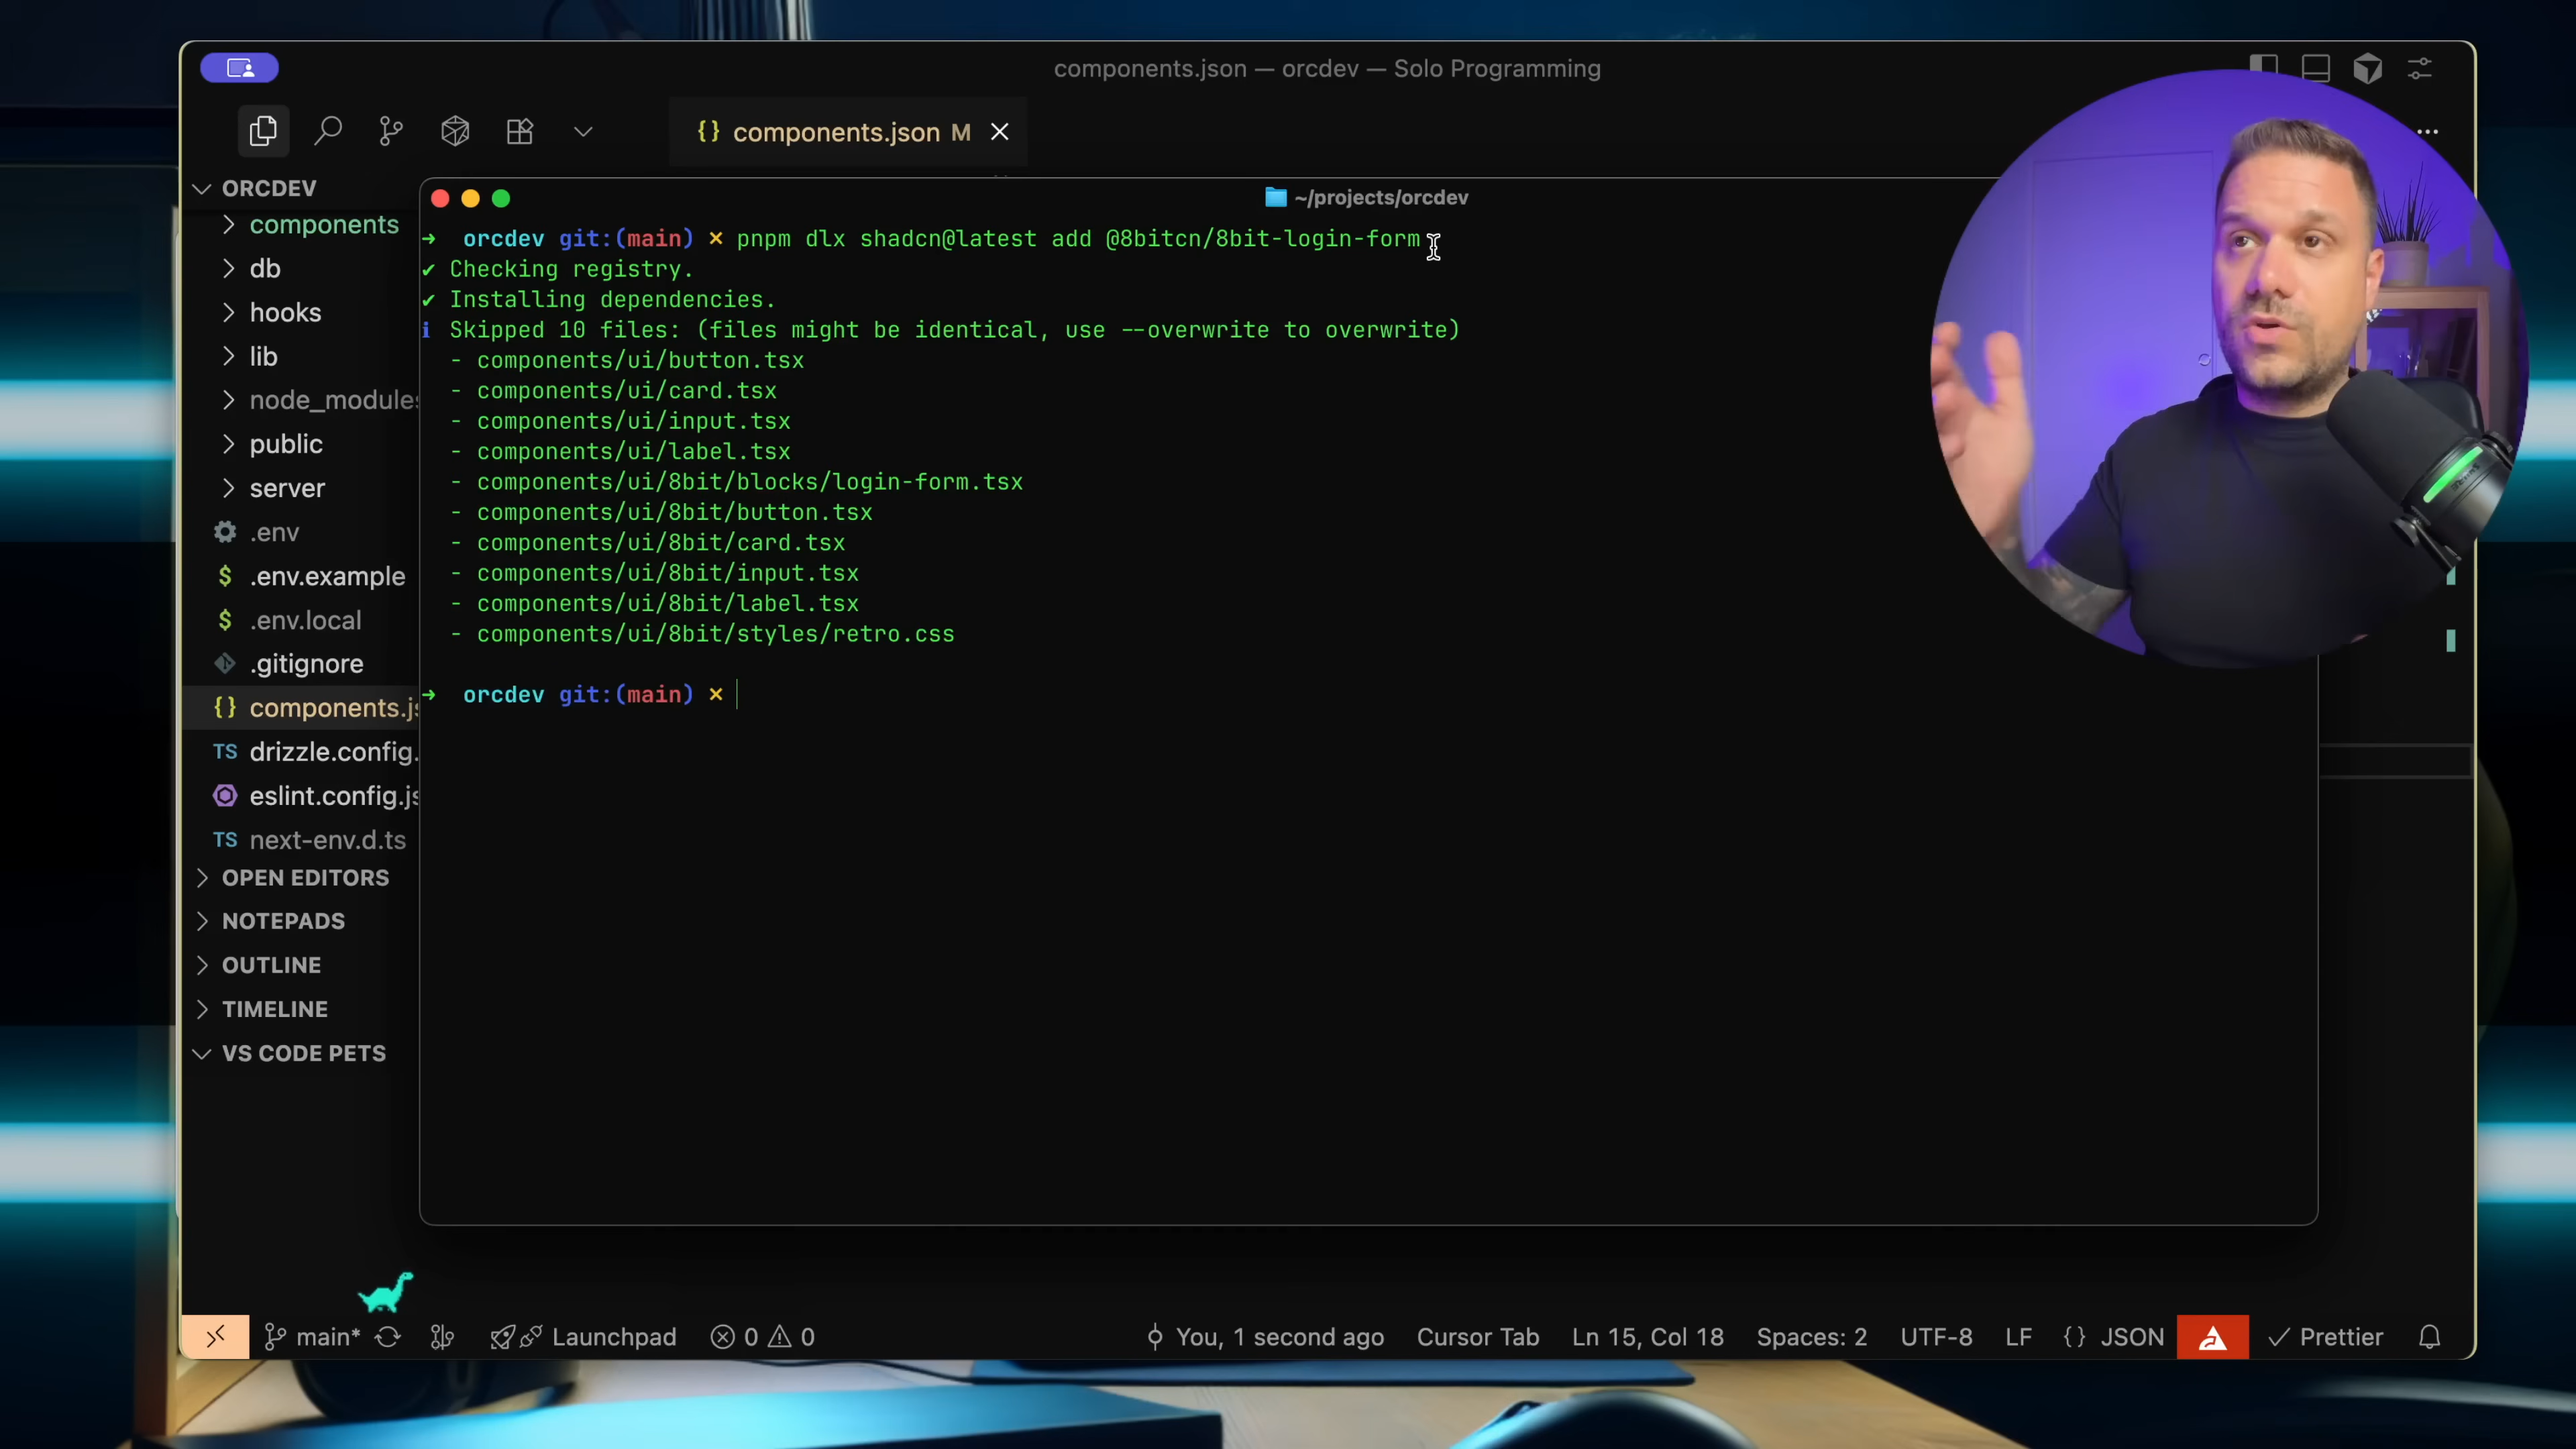 components.json — orcdev — Solo Programming
{} components.json M
ORCDEV
components
db
hooks
lib
node_modules
public
server
.env
$ .env.example
$ .env.local
.gitignore
{} components.js
TS drizzle.config.
eslint.config.js
TS next-env.d.ts
OPEN EDITORS
NOTEPADS
OUTLINE
TIMELINE
VS CODE PETS
~/projects/orcdev
➜ orcdev git:(main) ✗ pnpm dlx shadcn@latest add @8bitcn/8bit-login-form
✔ Checking registry.
✔ Installing dependencies.
ℹ Skipped 10 files: (files might be identical, use --overwrite to overwrite)
- components/ui/button.tsx
- components/ui/card.tsx
- components/ui/input.tsx
- components/ui/label.tsx
- components/ui/8bit/blocks/login-form.tsx
- components/ui/8bit/button.tsx
- components/ui/8bit/card.tsx
- components/ui/8bit/input.tsx
- components/ui/8bit/label.tsx
- components/ui/8bit/styles/retro.css
➜ orcdev git:(main) ✗
main* Launchpad 0 0 You, 1 second ago Cursor Tab Ln 15, Col 18 Spaces: 2 UTF-8 LF {} JSON Prettier